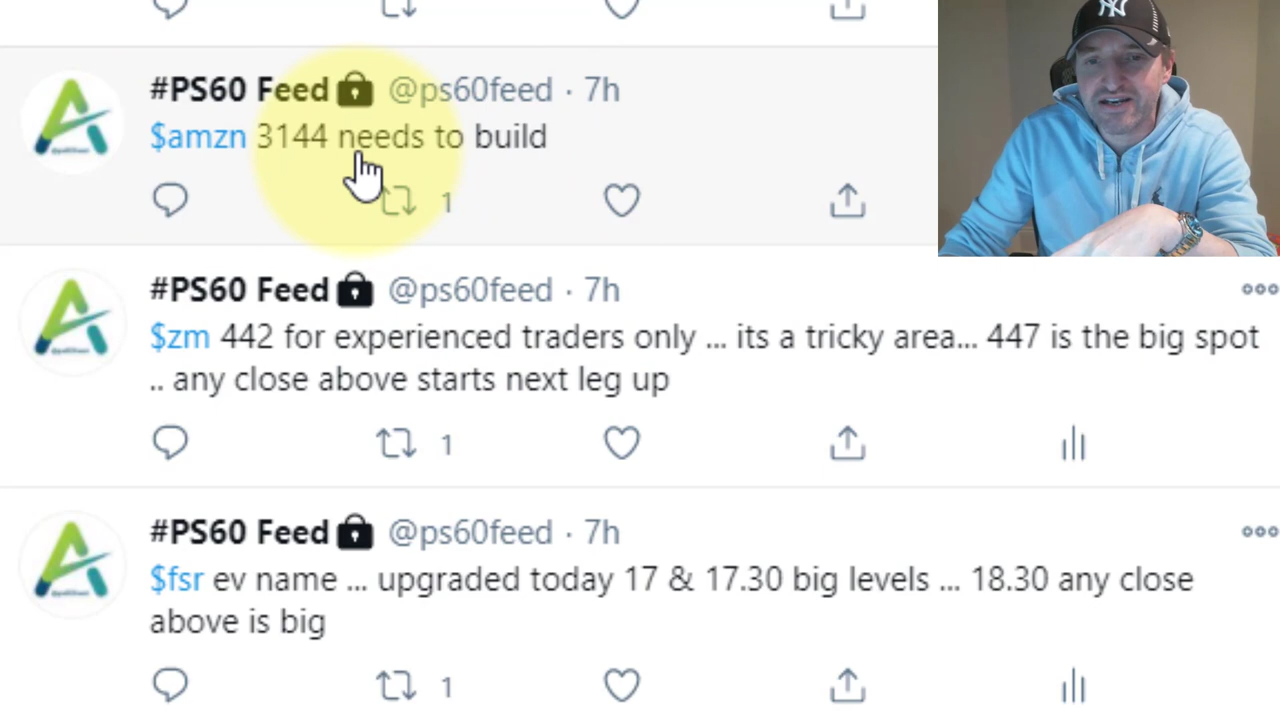 #PS60 Feed @ps60feed · 7h
$amzn 3144 needs to build
1
#PS60 Feed @ps60feed · 7h
$zm 442 for experienced traders only ... its a tricky area... 447 is the big spot
.. any close above starts next leg up
1
#PS60 Feed @ps60feed · 7h
$fsr ev name ... upgraded today 17 & 17.30 big levels ... 18.30 any close
above is big
1